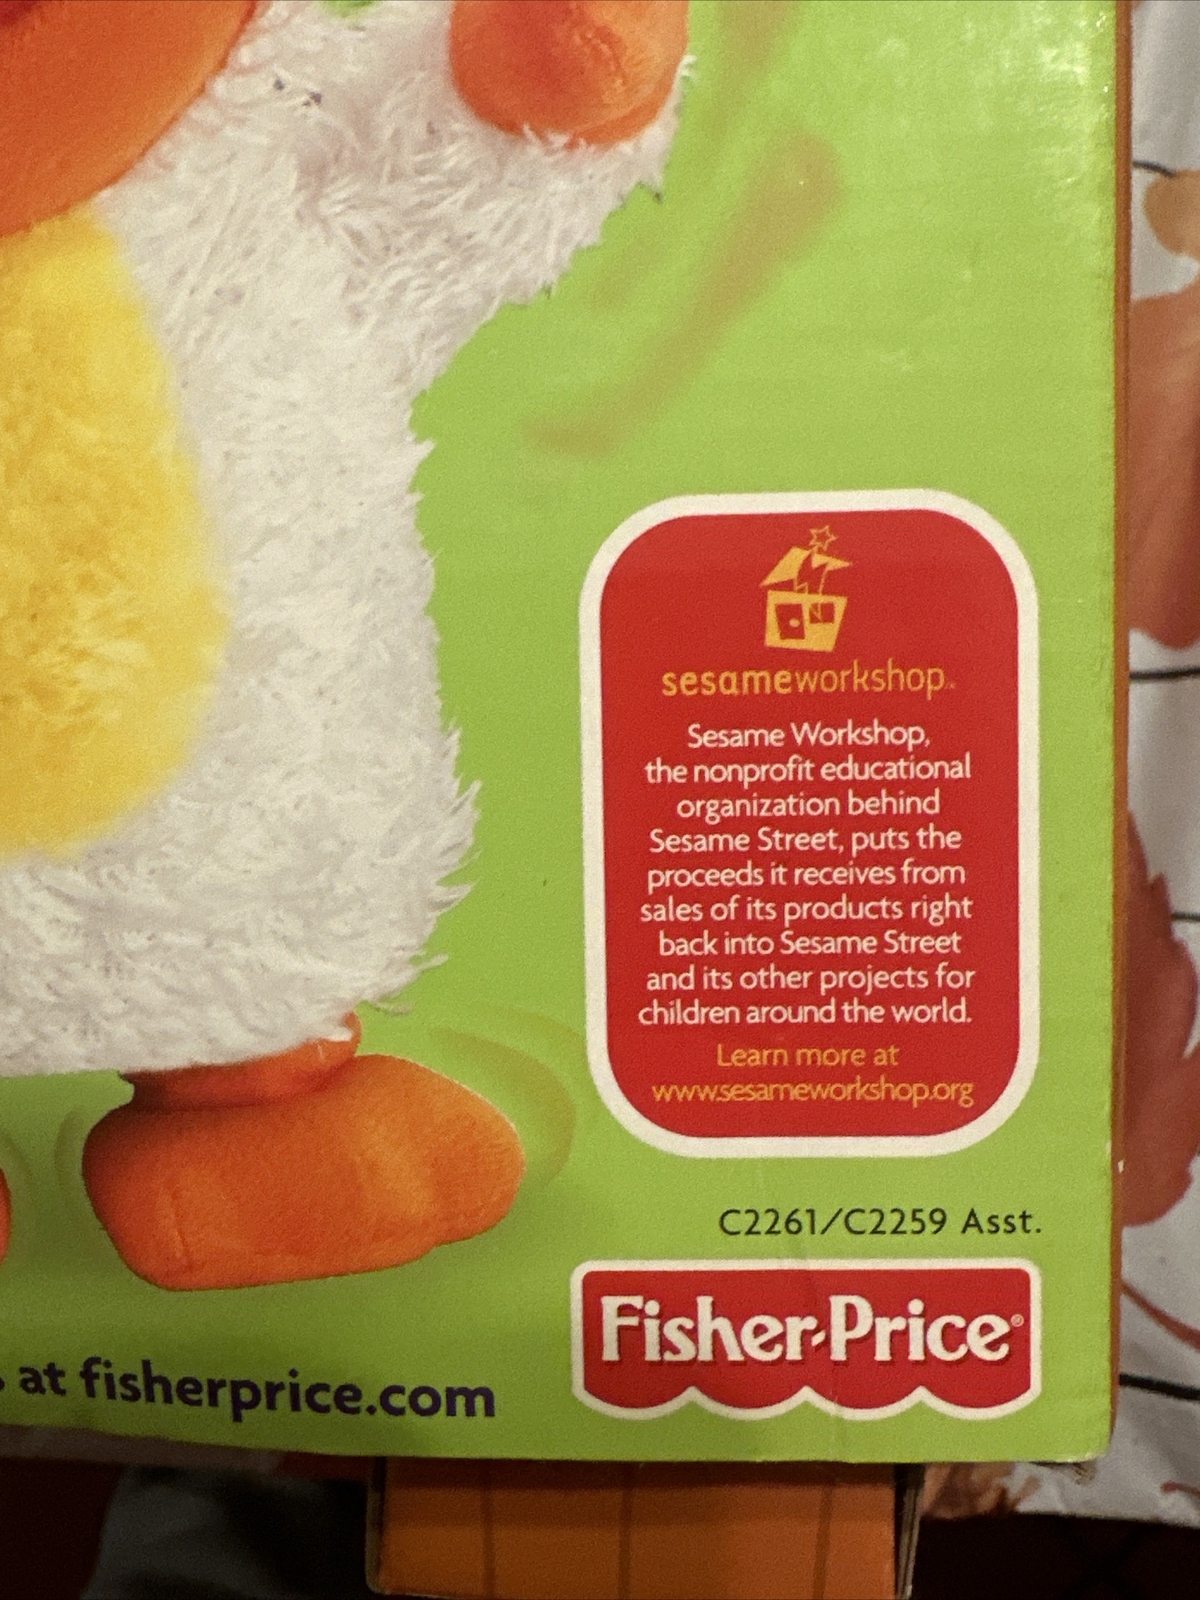 sesameworkshop™
Sesame Workshop,
the nonprofit educational
organization behind
Sesame Street, puts the
proceeds it receives from
sales of its products right
back into Sesame Street
and its other projects for
children around the world.
Learn more at
www.sesameworkshop.org
C2261/C2259 Asst.
Fisher-Price®
at fisherprice.com